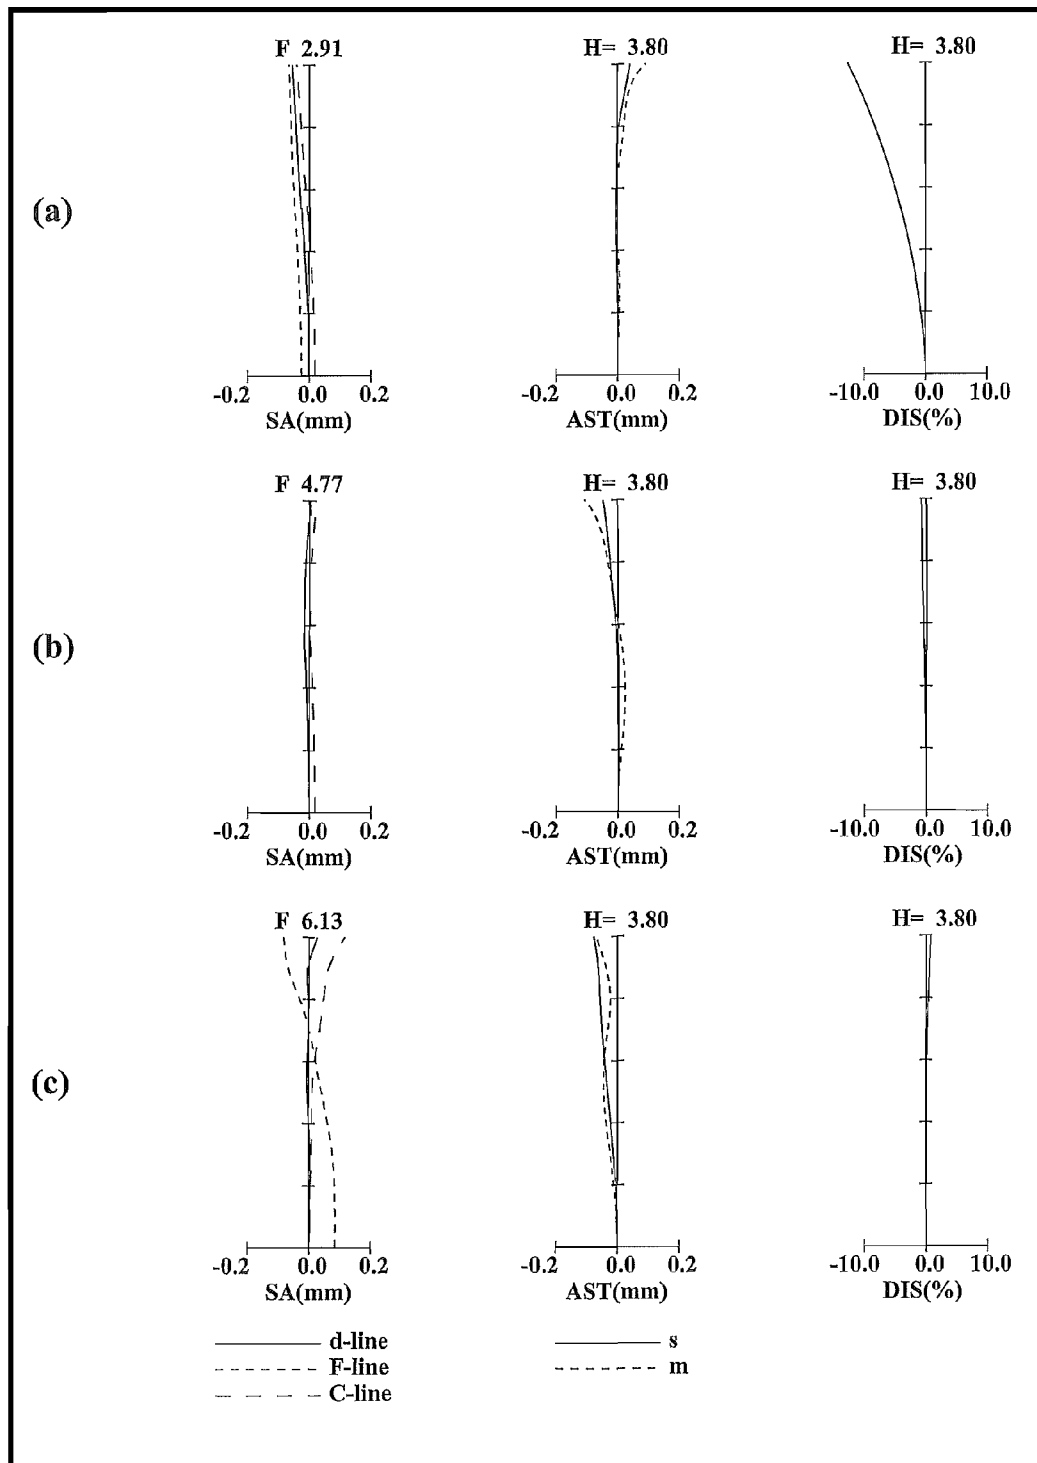 F 2.91 H= 3.80 H= 3.80
(a)
-0.2 0.0 0.2 -0.2 0.0 0.2 -10.0 0.0 10.0
SA(mm) AST(mm) DIS(%)
F 4.77 H= 3.80 H= 3.80
(b)
-0.2 0.0 0.2 -0.2 0.0 0.2 -10.0 0.0 10.0
SA(mm) AST(mm) DIS(%)
F 6.13 H= 3.80 H= 3.80
(c)
-0.2 0.0 0.2 -0.2 0.0 0.2 -10.0 0.0 10.0
SA(mm) AST(mm) DIS(%)
d-line s
F-line m
C-line